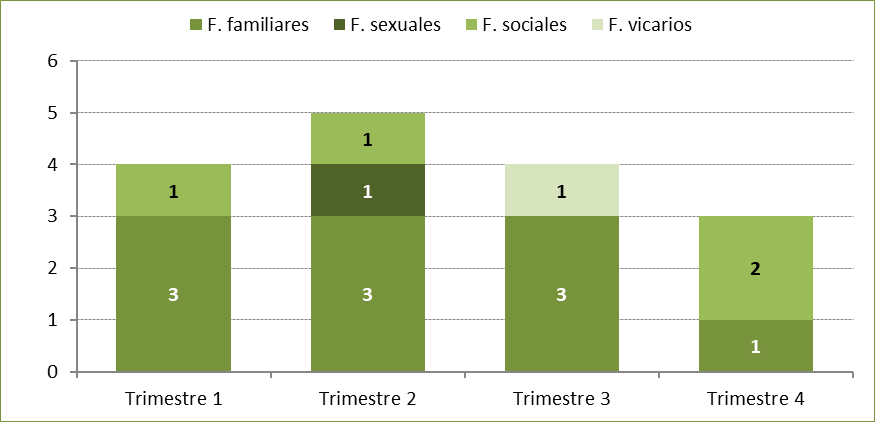 F. familiares F. sexuales F. sociales F. vicarios
6
5
1
4
1 1 1
3
2
2
3 3 3
1
1
0
Trimestre 1 Trimestre 2 Trimestre 3 Trimestre 4